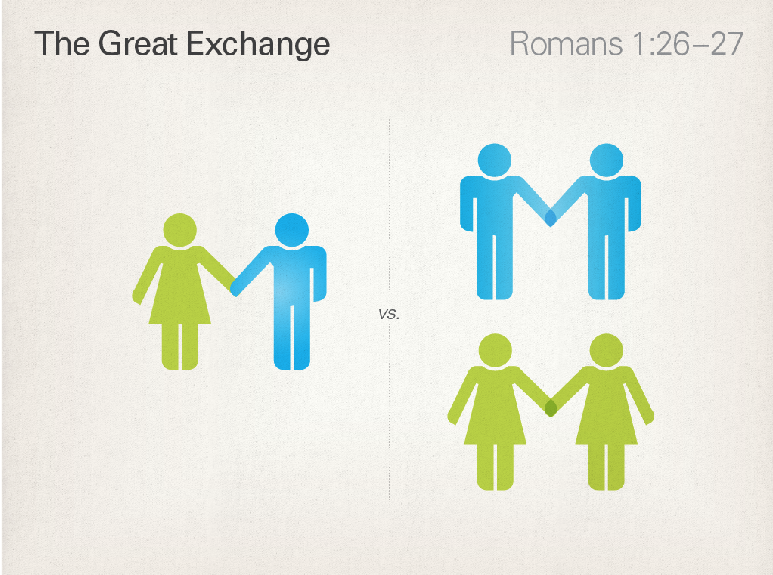 The Great Exchange
Romans 1:26–27
vs.